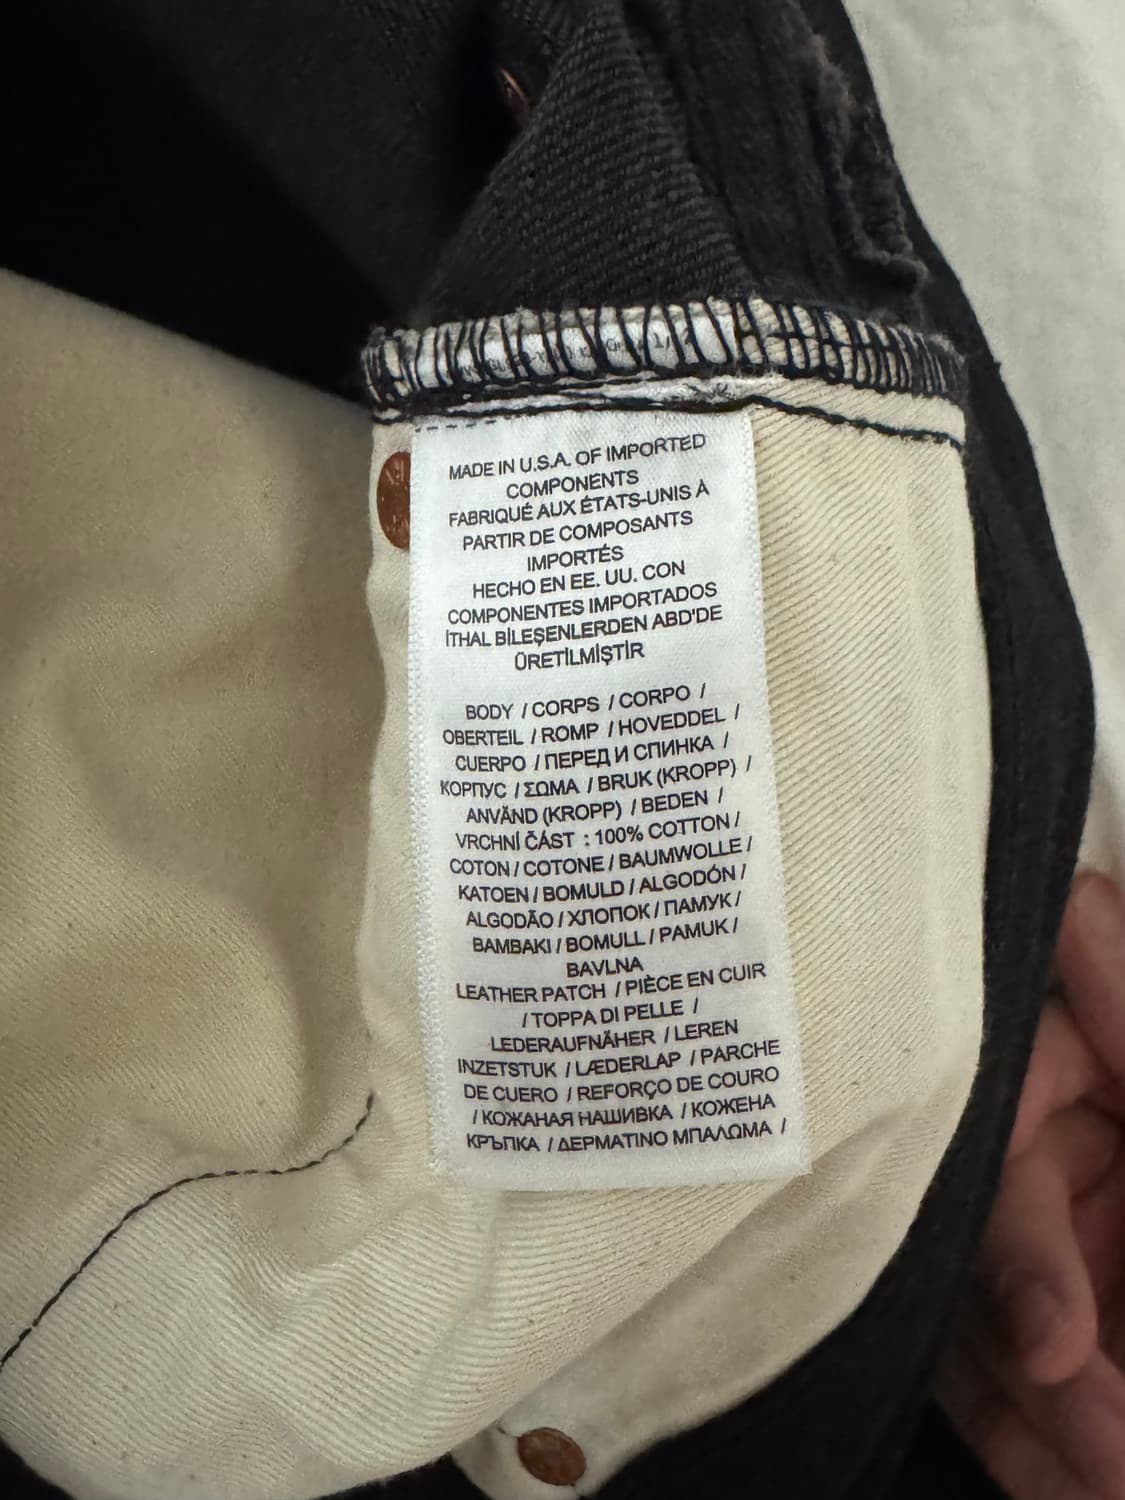 MADE IN U.S.A. OF IMPORTED
COMPONENTS
FABRIQUÉ AUX ÉTATS-UNIS À
PARTIR DE COMPOSANTS
IMPORTÉS
HECHO EN EE. UU. CON
COMPONENTES IMPORTADOS
İTHAL BİLEŞENLERDEN ABD'DE
ÜRETİLMİŞTİR
BODY / CORPS / CORPO /
OBERTEIL / ROMP / HOVEDDEL /
CUERPO / ПЕРЕД И СПИНКА /
КОРПУС / ΣΩΜΑ / BRUK (KROPP) /
ANVÄND (KROPP) / BEDEN /
VRCHNÍ ČÁST : 100% COTTON /
COTON / COTONE / BAUMWOLLE /
KATOEN / BOMULD / ALGODÓN /
ALGODÃO / ХЛОПОК / ПАМУК /
BAMBAKI / BOMULL / PAMUK /
BAVLNA
LEATHER PATCH / PIÈCE EN CUIR
/ TOPPA DI PELLE /
LEDERAUFNÄHER / LEREN
INZETSTUK / LÆDERLAP / PARCHE
DE CUERO / REFORÇO DE COURO
/ КОЖАНАЯ НАШИВКА / КОЖЕНА
КРЪПКА / ΔΕΡΜΑΤΙΝΟ ΜΠΑΛΩΜΑ /